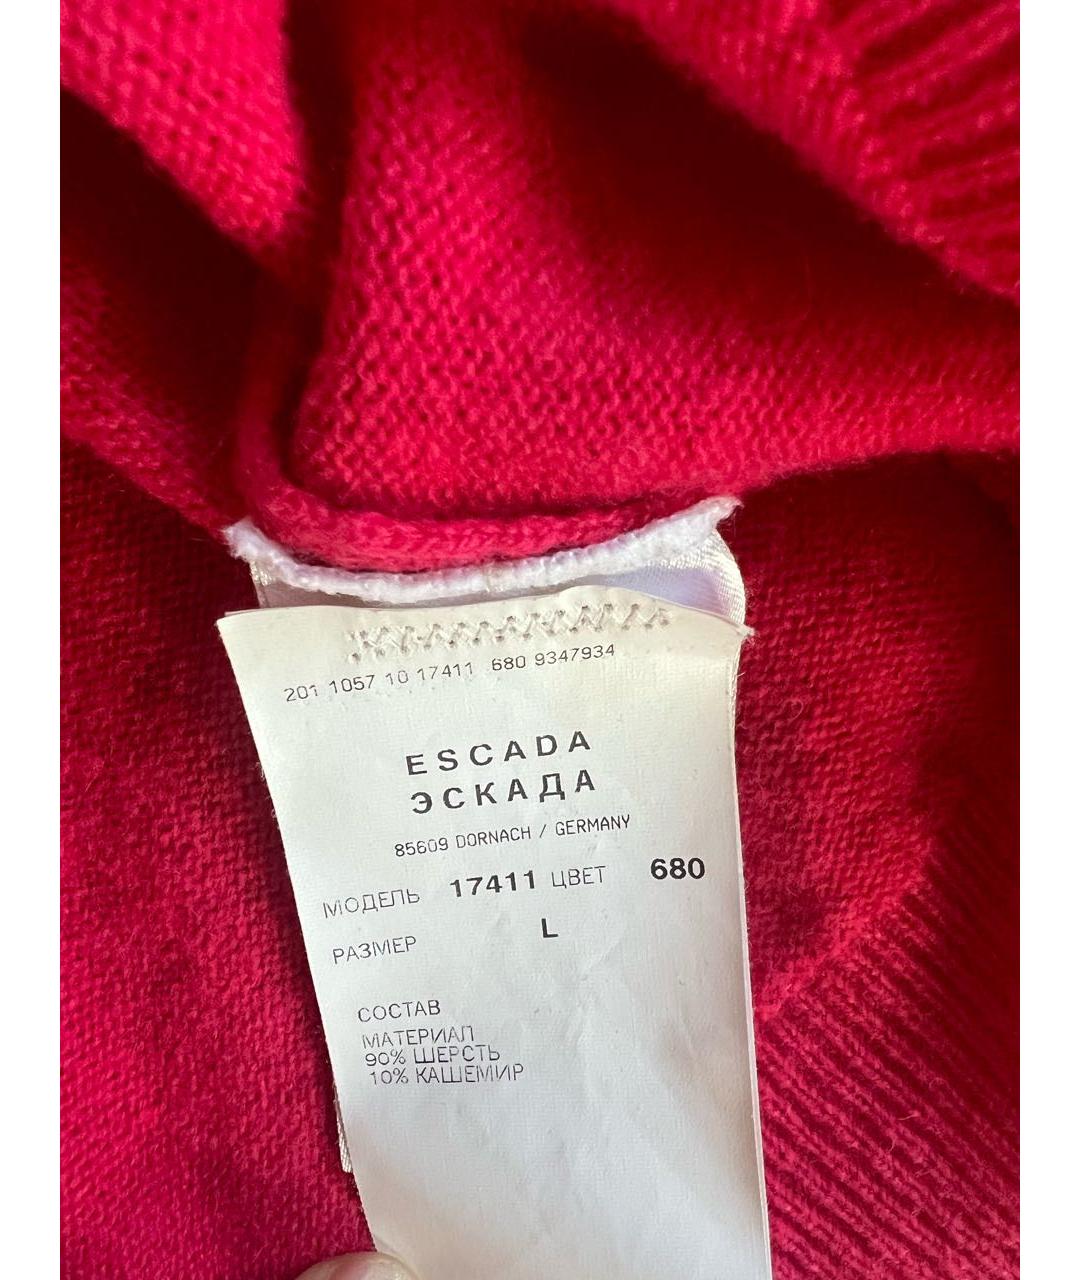 201 1057 10 17411 680 9347934
ESCADA
ЭСКАДА
85609 DORNACH / GERMANY
МОДЕЛЬ 17411 ЦВЕТ 680
РАЗМЕР L
СОСТАВ
МАТЕРИАЛ
90% ШЕРСТЬ
10% КАШЕМИР